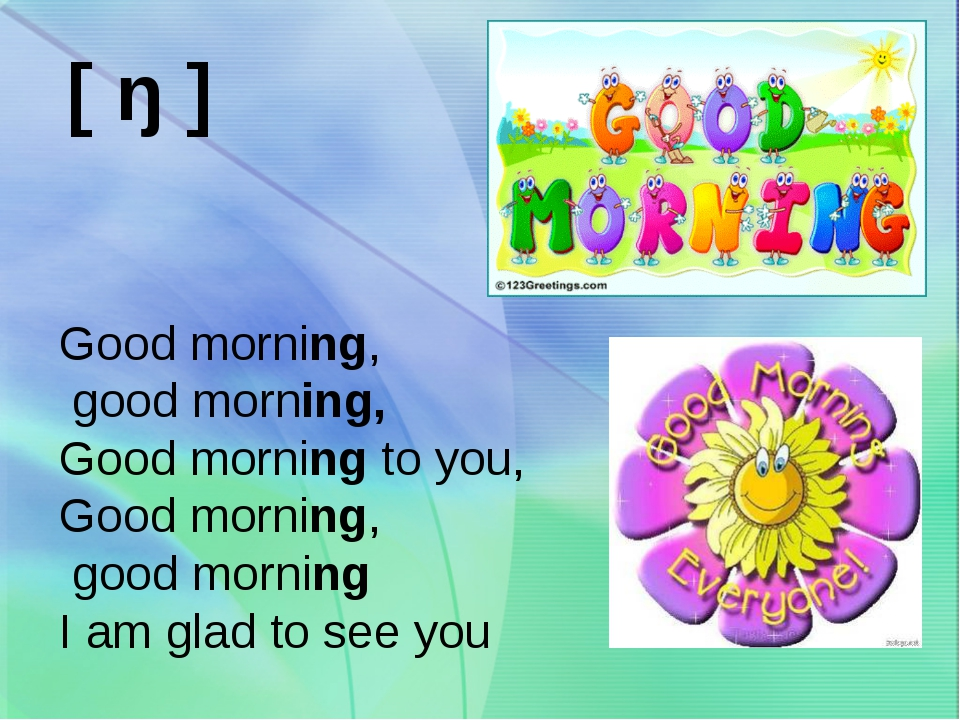 [ ŋ ]
GOOD
MORNING
©123Greetings.com
Good morning,
good morning,
Good morning to you,
Good morning,
good morning
I am glad to see you
Good Morning
Everyone!